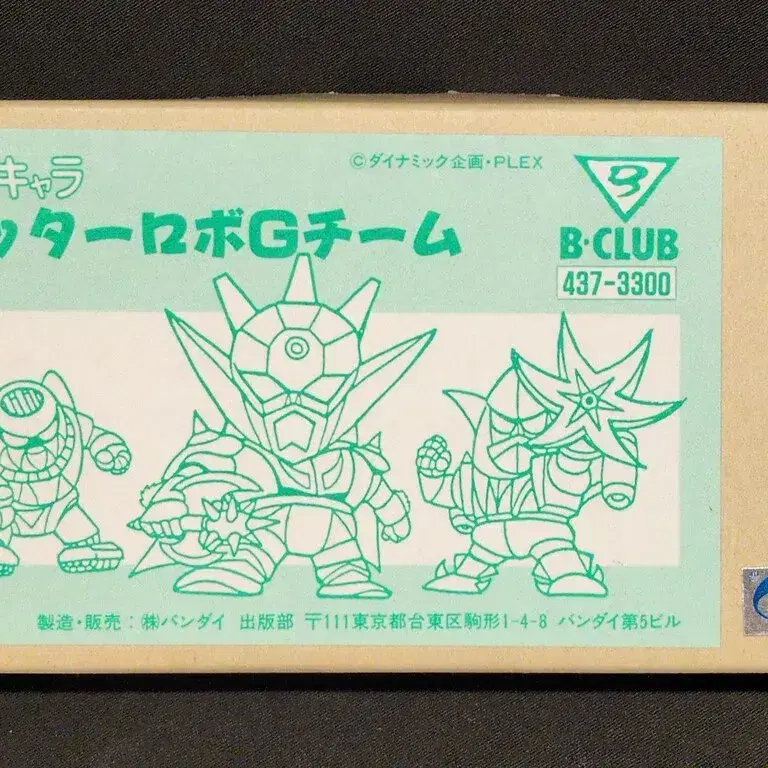 ©ダイナミック企画・PLEX
キャラ
ッターロボGチーム
B·CLUB
437-3300
製造・販売：㈱バンダイ 出版部 〒111東京都台東区駒形1-4-8 バンダイ第5ビル